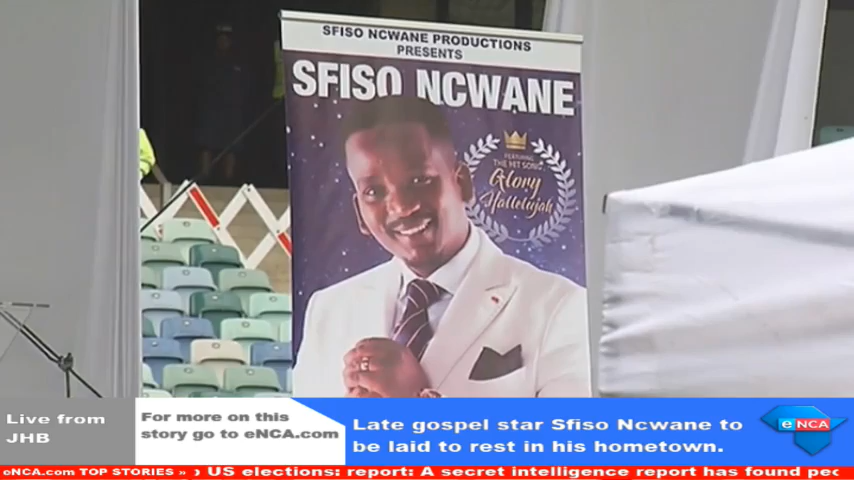 SFISO NCWANE PRODUCTIONS
PRESENTS
SFISO NCWANE
FEATURING
THE HIT SONG
Glory
Hallelujah
Live from
JHB
For more on this
story go to eNCA.com
Late gospel star Sfiso Ncwane to
be laid to rest in his hometown.
eNCA
eNCA.com TOP STORIES » US elections: report: A secret intelligence report has found